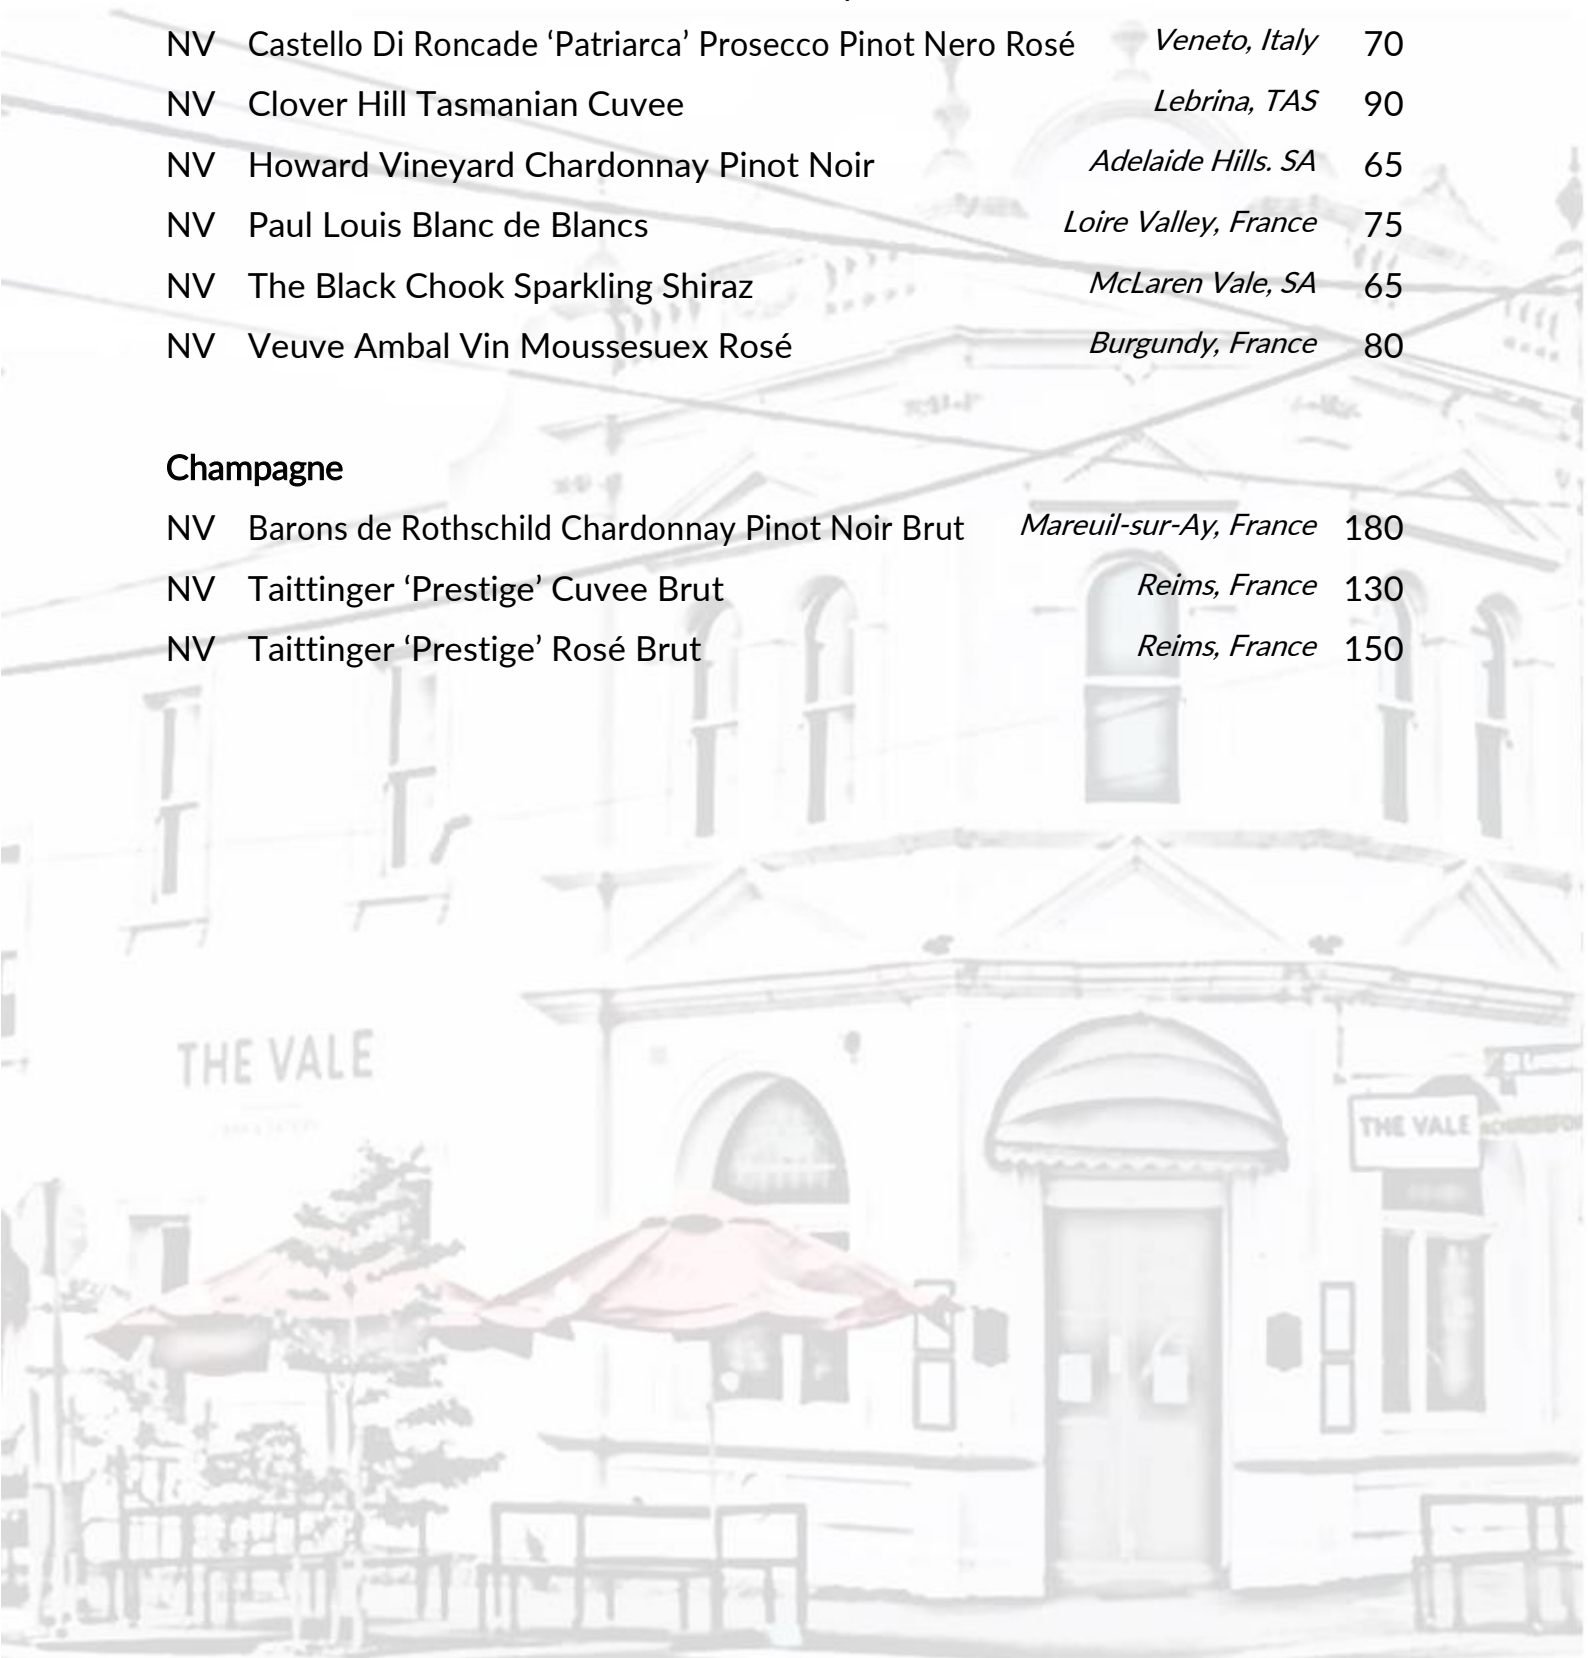 NV Castello Di Roncade ‘Patriarca’ Prosecco Pinot Nero Rosé Veneto, Italy 70
NV Clover Hill Tasmanian Cuvee Lebrina, TAS 90
NV Howard Vineyard Chardonnay Pinot Noir Adelaide Hills. SA 65
NV Paul Louis Blanc de Blancs Loire Valley, France 75
NV The Black Chook Sparkling Shiraz McLaren Vale, SA 65
NV Veuve Ambal Vin Moussesuex Rosé Burgundy, France 80
Champagne
NV Barons de Rothschild Chardonnay Pinot Noir Brut Mareuil-sur-Ay, France 180
NV Taittinger ‘Prestige’ Cuvee Brut Reims, France 130
NV Taittinger ‘Prestige’ Rosé Brut Reims, France 150
THE VALE
THE VALE